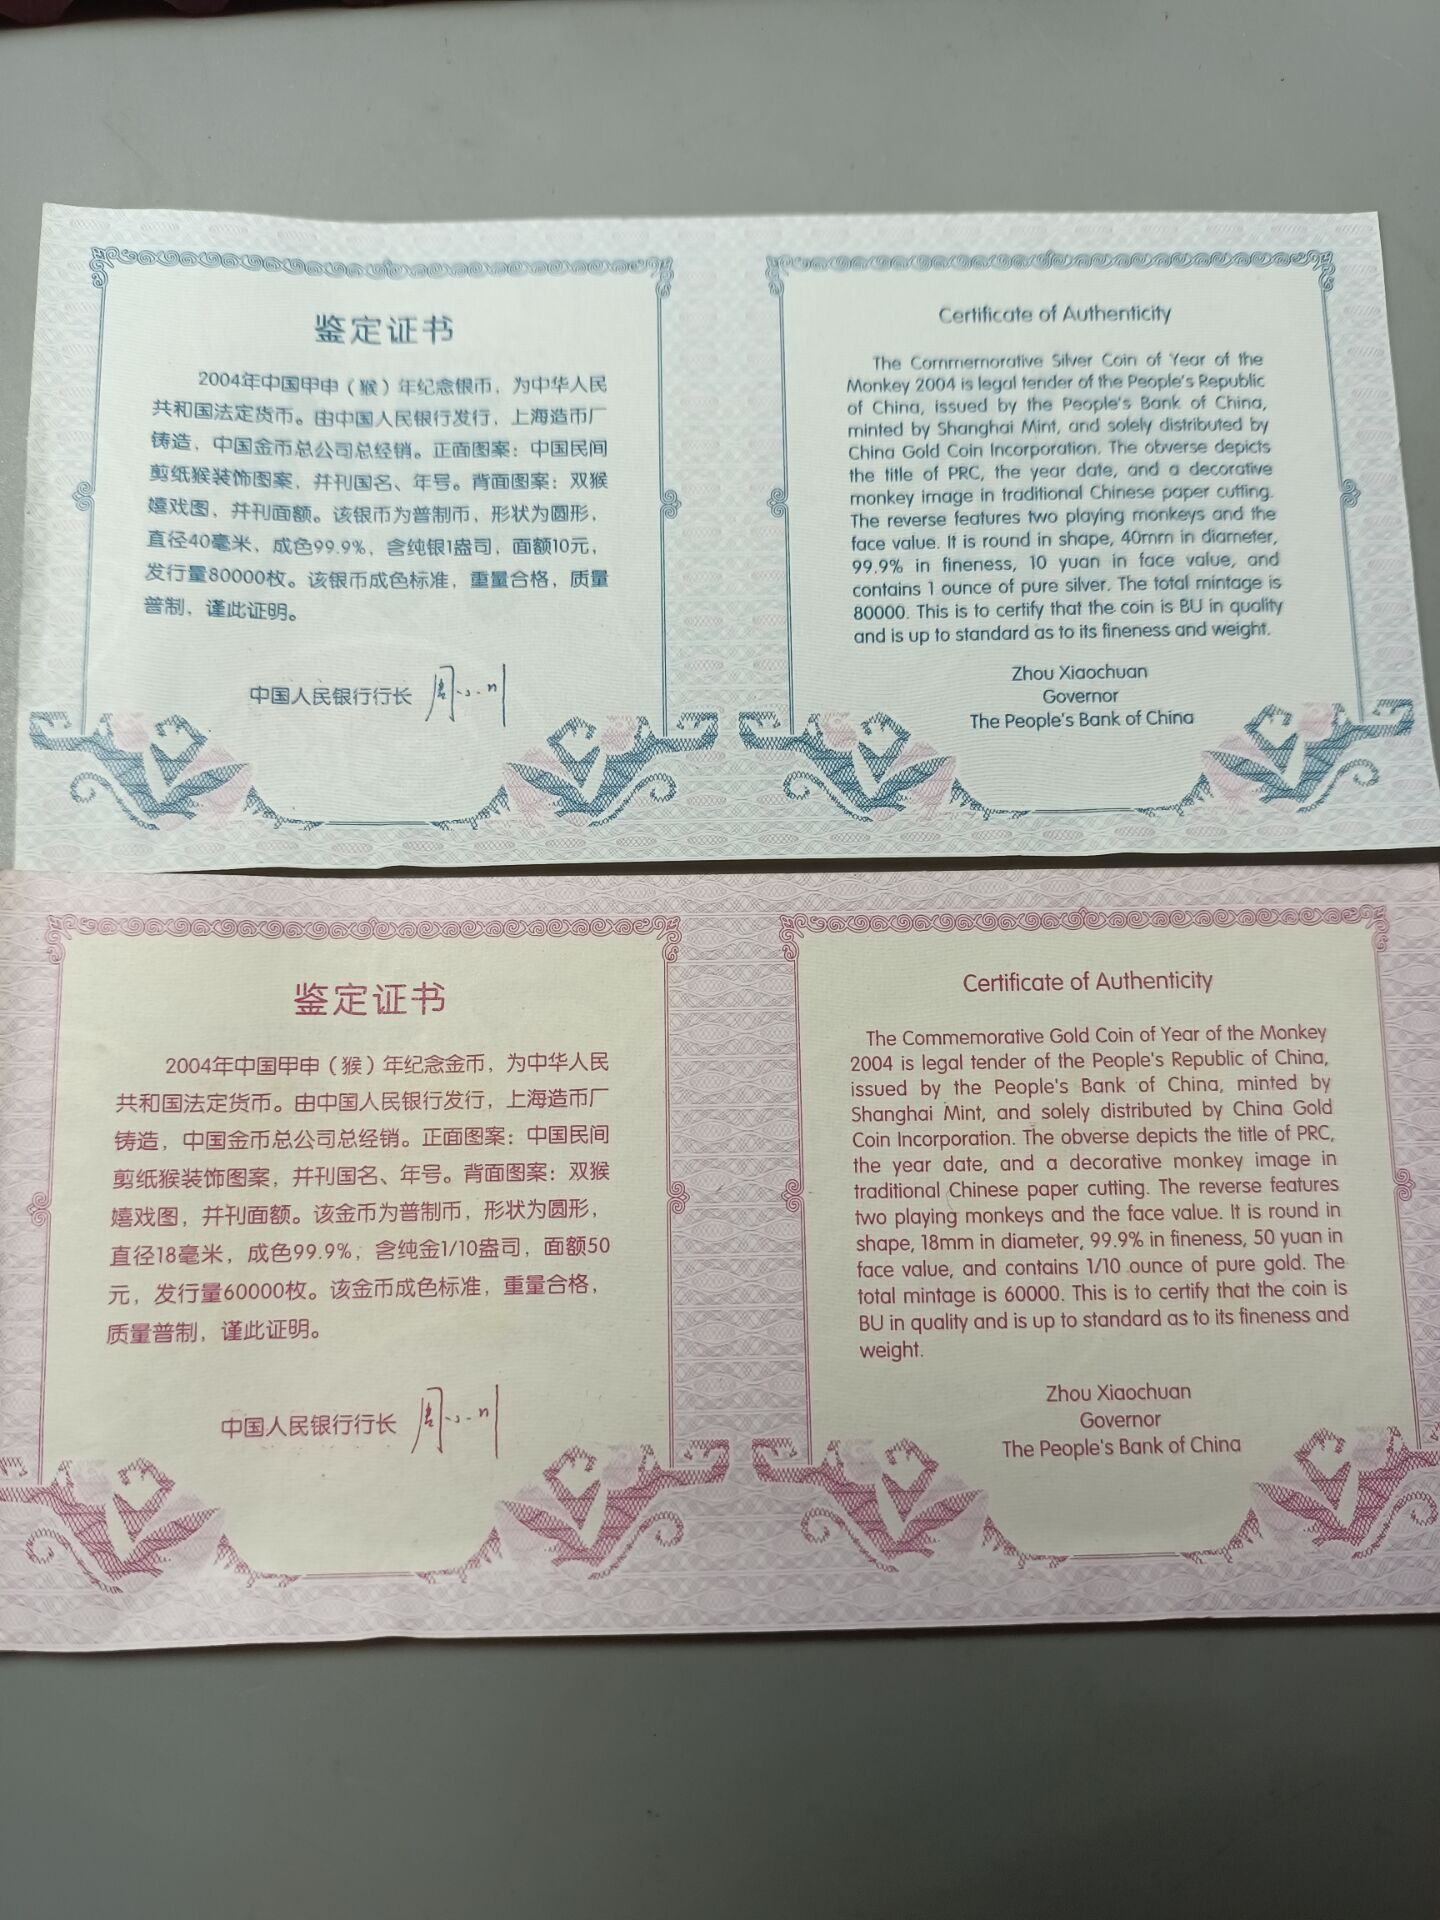 鉴定证书
2004年中国甲申（猴）年纪念银币，为中华人民
共和国法定货币。由中国人民银行发行，上海造币厂
铸造，中国金币总公司总经销。正面图案：中国民间
剪纸猴装饰图案，并刊国名、年号。背面图案：双猴
嬉戏图，并刊面额。该银币为普制币，形状为圆形，
直径40毫米，成色99.9%，含纯银1盎司，面额10元，
发行量80000枚。该银币成色标准，重量合格，质量
普制，谨此证明。
中国人民银行行长 周小川
Certificate of Authenticity
The Commemorative Silver Coin of Year of the
Monkey 2004 is legal tender of the People's Republic
of China, issued by the People's Bank of China,
minted by Shanghai Mint, and solely distributed by
China Gold Coin Incorporation. The obverse depicts
the title of PRC, the year date, and a decorative
monkey image in traditional Chinese paper cutting.
The reverse features two playing monkeys and the
face value. It is round in shape, 40mm in diameter,
99.9% in fineness, 10 yuan in face value, and
contains 1 ounce of pure silver. The total mintage is
80000. This is to certify that the coin is BU in quality
and is up to standard as to its fineness and weight.
Zhou Xiaochuan
Governor
The People's Bank of China
鉴定证书
2004年中国甲申（猴）年纪念金币，为中华人民
共和国法定货币。由中国人民银行发行，上海造币厂
铸造，中国金币总公司总经销。正面图案：中国民间
剪纸猴装饰图案，并刊国名、年号。背面图案：双猴
嬉戏图，并刊面额。该金币为普制币，形状为圆形，
直径18毫米，成色99.9%，含纯金1/10盎司，面额50
元，发行量60000枚。该金币成色标准，重量合格，
质量普制，谨此证明。
中国人民银行行长 周小川
Certificate of Authenticity
The Commemorative Gold Coin of Year of the Monkey
2004 is legal tender of the People's Republic of China,
issued by the People's Bank of China, minted by
Shanghai Mint, and solely distributed by China Gold
Coin Incorporation. The obverse depicts the title of PRC,
the year date, and a decorative monkey image in
traditional Chinese paper cutting. The reverse features
two playing monkeys and the face value. It is round in
shape, 18mm in diameter, 99.9% in fineness, 50 yuan in
face value, and contains 1/10 ounce of pure gold. The
total mintage is 60000. This is to certify that the coin is
BU in quality and is up to standard as to its fineness and
weight.
Zhou Xiaochuan
Governor
The People's Bank of China